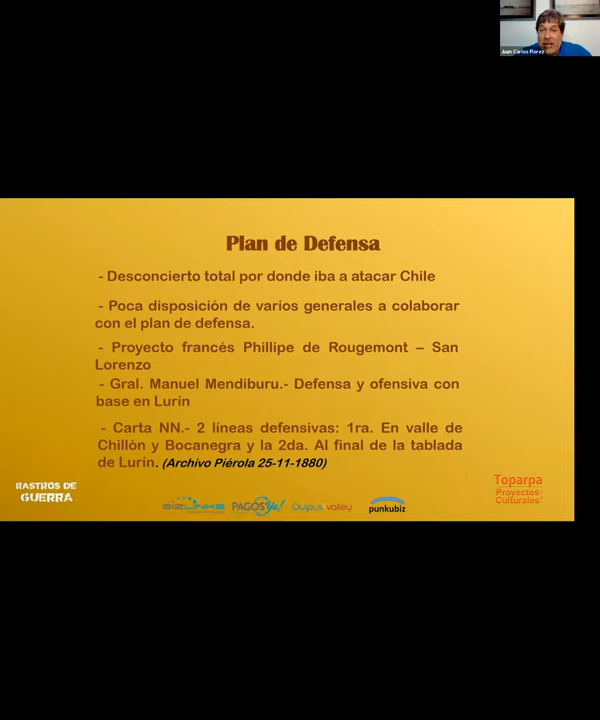 Juan Carlos Florez
Plan de Defensa
- Desconcierto total por donde iba a atacar Chile
- Poca disposición de varios generales a colaborar
con el plan de defensa.
- Proyecto francés Phillipe de Rougemont – San
Lorenzo
- Gral. Manuel Mendiburu.- Defensa y ofensiva con
base en Lurín
- Carta NN.- 2 líneas defensivas: 1ra. En valle de
Chillón y Bocanegra y la 2da. Al final de la tablada
de Lurín. (Archivo Piérola 25-11-1880)
RASTROS DE
GUERRA
BIZLINKS
PAGOS Ya!
Quipus valley
punkubiz
Toparpa
Proyectos
Culturales